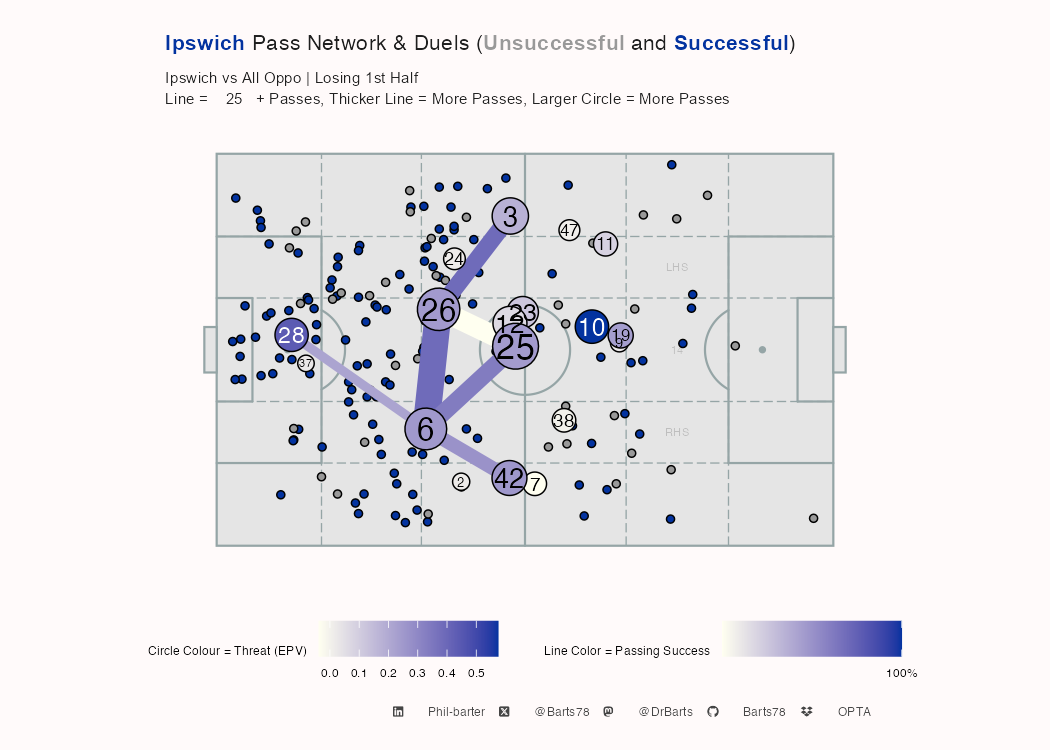 Ipswich Pass Network & Duels (Unsuccessful and Successful)
Ipswich vs All Oppo | Losing 1st Half
Line = 25 + Passes, Thicker Line = More Passes, Larger Circle = More Passes
3
47
11
24
LHS
26
23
12
10
28
25
19
9
14
37
38
6
RHS
42
7
2
Circle Colour = Threat (EPV)
0.0 0.1 0.2 0.3 0.4 0.5
Line Color = Passing Success
100%
Phil-barter @Barts78 @DrBarts Barts78 OPTA